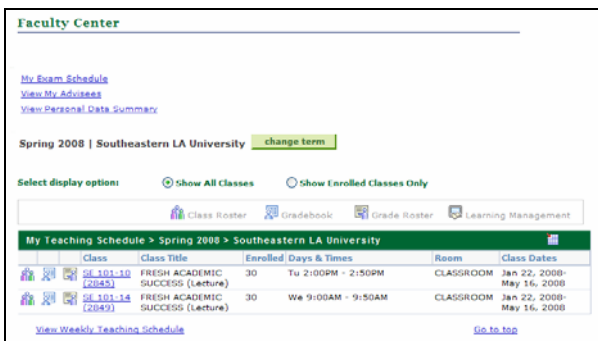 Faculty Center
My Exam Schedule
View My Advisees
View Personal Data Summary
Spring 2008 | Southeastern LA University change term
Select display option: Show All Classes Show Enrolled Classes Only
Class Roster Gradebook Grade Roster Learning Management
My Teaching Schedule > Spring 2008 > Southeastern LA University
Class Class Title Enrolled Days & Times Room Class Dates
SE 101-10 FRESH ACADEMIC 30 Tu 2:00PM - 2:50PM CLASSROOM Jan 22, 2008-
(2845) SUCCESS (Lecture) May 16, 2008
SE 101-14 FRESH ACADEMIC 30 We 9:00AM - 9:50AM CLASSROOM Jan 22, 2008-
(2849) SUCCESS (Lecture) May 16, 2008
View Weekly Teaching Schedule Go to top